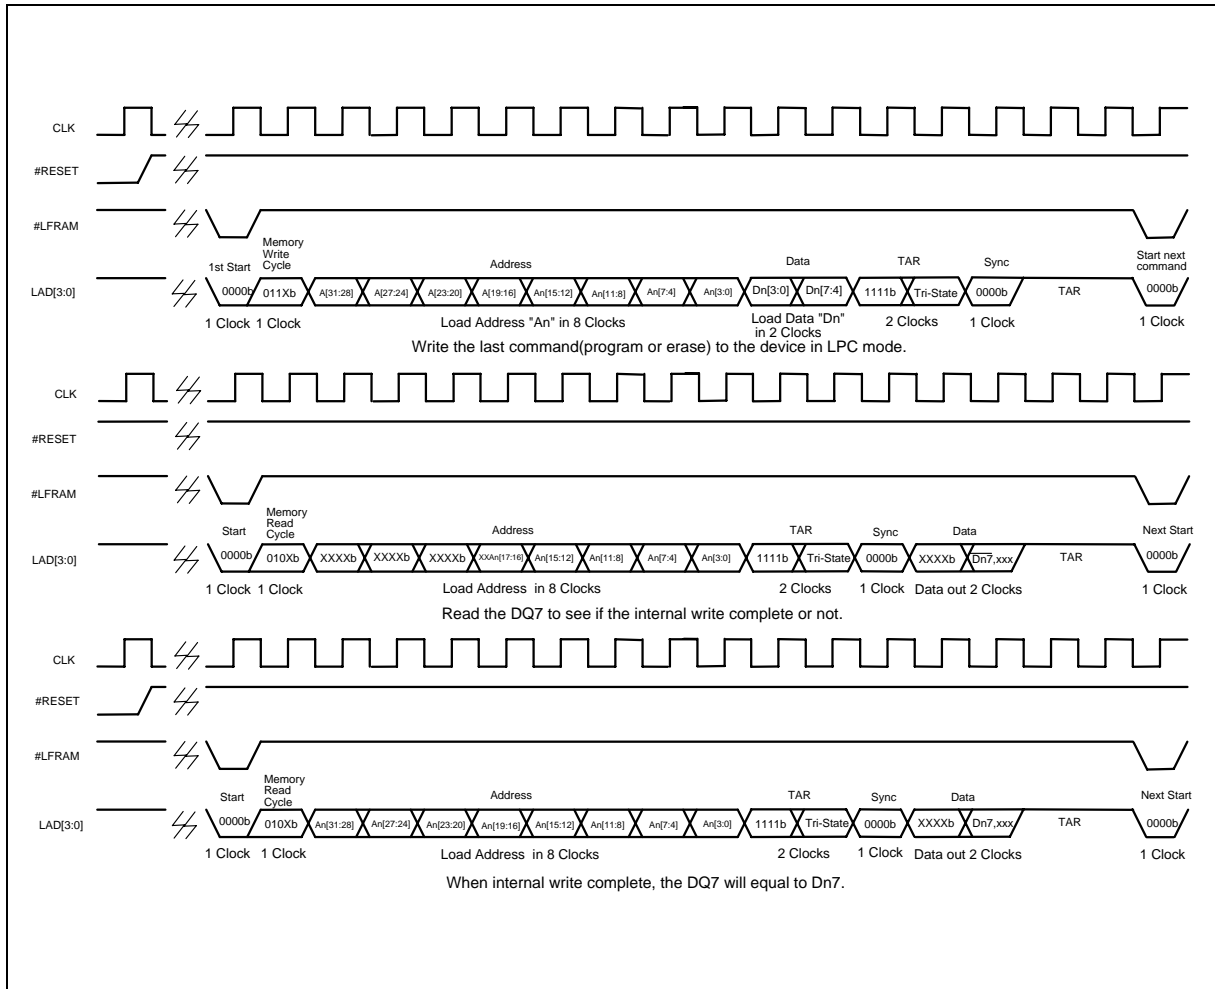 CLK
#RESET
#LFRAM
Memory
Write
Cycle
1st Start
Address
Data
TAR
Sync
Start next
command
LAD[3:0]
0000b 011Xb A[31:28] A[27:24] A[23:20] A[19:16] An[15:12] An[11:8] An[7:4] An[3:0] Dn[3:0] Dn[7:4] 1111b Tri-State 0000b TAR 0000b
1 Clock 1 Clock Load Address "An" in 8 Clocks Load Data "Dn"
in 2 Clocks
2 Clocks 1 Clock 1 Clock
Write the last command(program or erase) to the device in LPC mode.
CLK
#RESET
#LFRAM
Memory
Read
Cycle
Start
Address
TAR
Sync
Data
Next Start
LAD[3:0]
0000b 010Xb XXXXb XXXXb XXXXb XXAn[17:16] An[15:12] An[11:8] An[7:4] An[3:0] 1111b Tri-State 0000b XXXXb Dn7,xxx TAR 0000b
1 Clock 1 Clock Load Address in 8 Clocks 2 Clocks 1 Clock Data out 2 Clocks 1 Clock
Read the DQ7 to see if the internal write complete or not.
CLK
#RESET
#LFRAM
Memory
Read
Cycle
Start
Address
TAR
Sync
Data
Next Start
LAD[3:0]
0000b 010Xb An[31:28] An[27:24] An[23:20] An[19:16] An[15:12] An[11:8] An[7:4] An[3:0] 1111b Tri-State 0000b XXXXb Dn7,xxx TAR 0000b
1 Clock 1 Clock Load Address in 8 Clocks 2 Clocks 1 Clock Data out 2 Clocks 1 Clock
When internal write complete, the DQ7 will equal to Dn7.